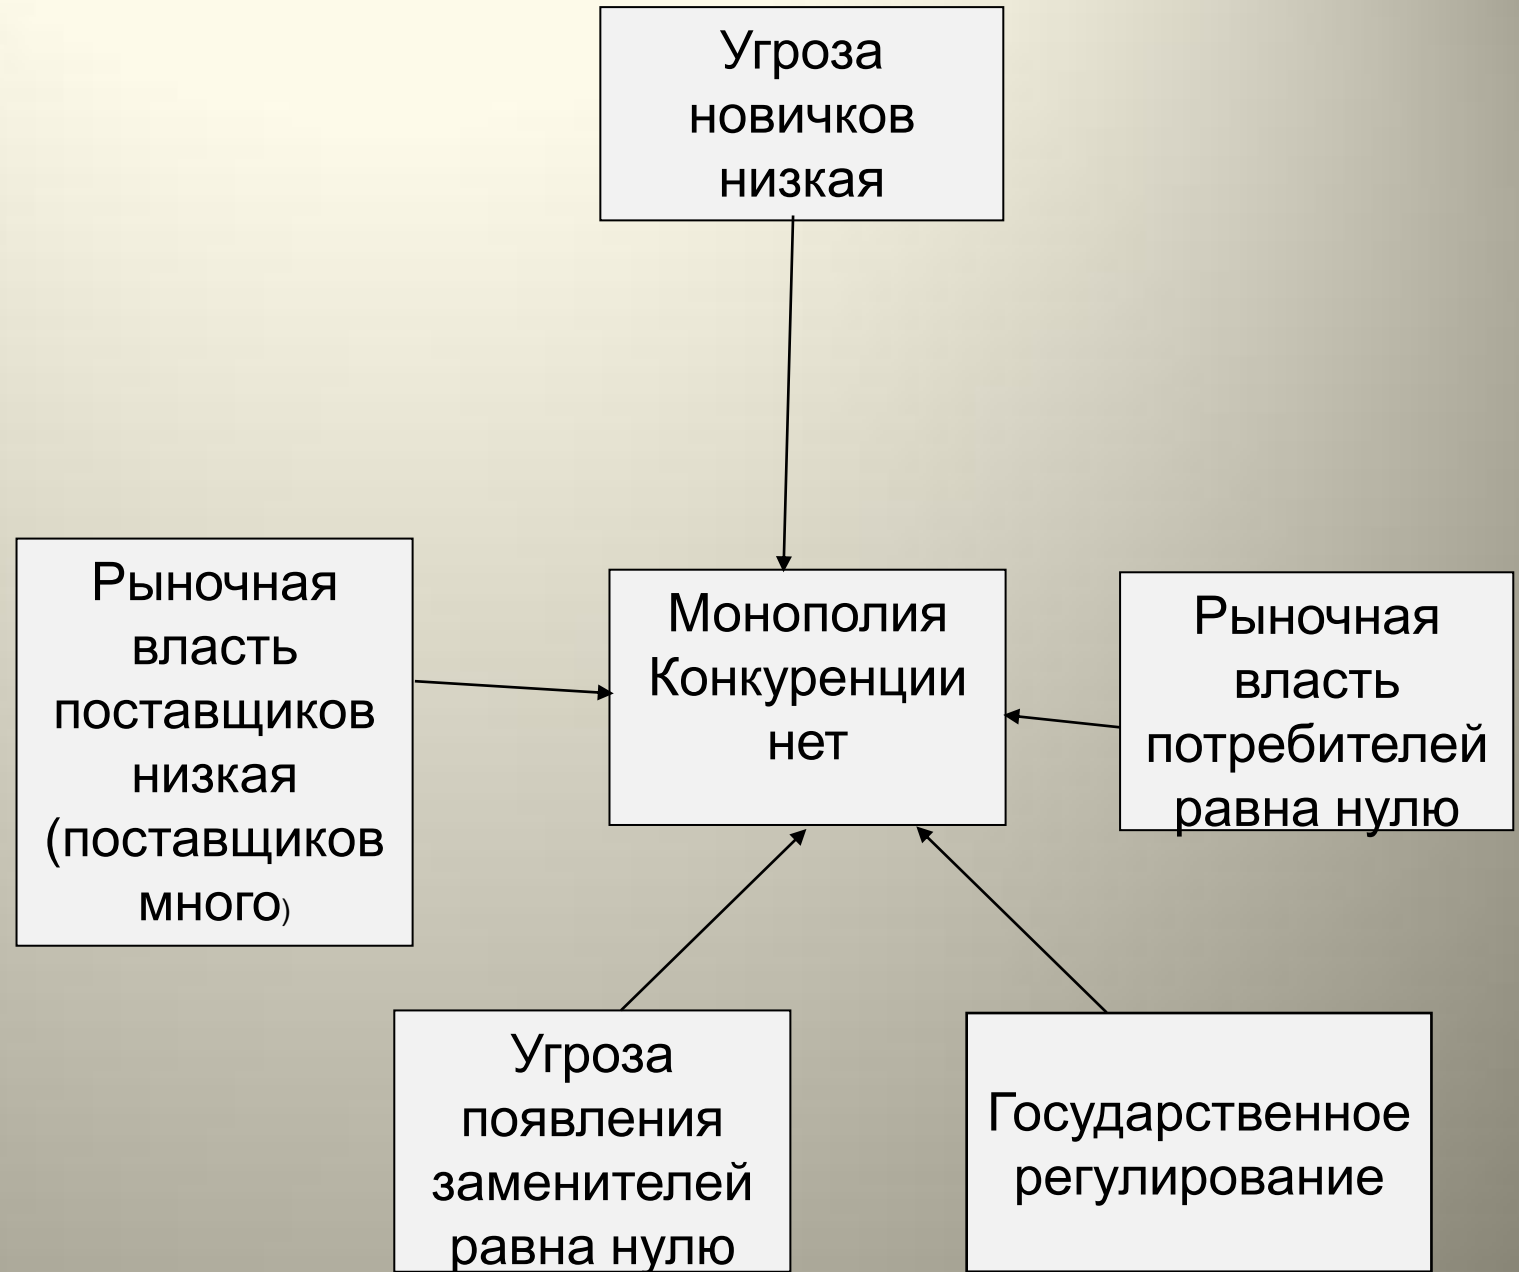 Угроза
новичков
низкая
Рыночная
власть
поставщиков
низкая
(поставщиков
много)
Монополия
Конкуренции
нет
Рыночная
власть
потребителей
равна нулю
Угроза
появления
заменителей
равна нулю
Государственное
регулирование